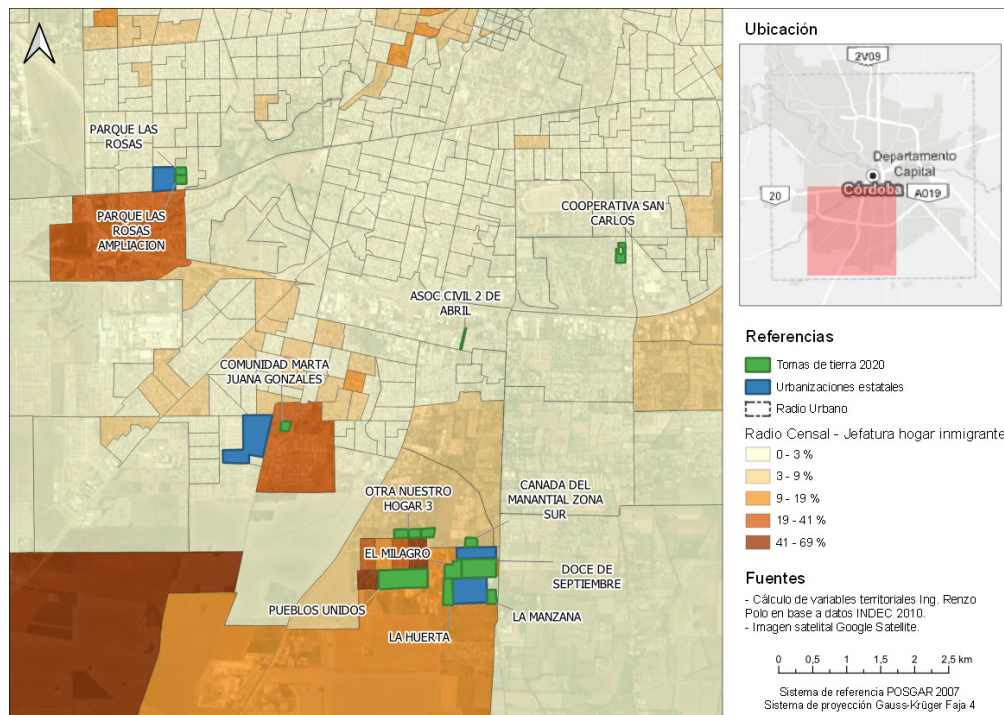 PARQUE LAS
ROSAS
PARQUE LAS
ROSAS
AMPLIACION
COOPERATIVA SAN
CARLOS
ASOC CIVIL 2 DE
ABRIL
COMUNIDAD MARTA
JUANA GONZALES
OTRA NUESTRO
HOGAR 3
CANADA DEL
MANANTIAL ZONA
SUR
EL MILAGRO
DOCE DE
SEPTIEMBRE
PUEBLOS UNIDOS
LA MANZANA
LA HUERTA
Ubicación
2V09
Departamento
Capital
Córdoba
A019
20
Referencias
Tomas de tierra 2020
Urbanizaciones estatales
Radio Urbano
Radio Censal - Jefatura hogar inmigrante
0 - 3 %
3 - 9 %
9 - 19 %
19 - 41 %
41 - 69 %
Fuentes
- Cálculo de variables territoriales Ing. Renzo
Polo en base a datos INDEC 2010.
- Imagen satelital Google Satellite.
0 0,5 1 1,5 2 2,5 km
Sistema de referencia POSGAR 2007
Sistema de proyección Gauss-Krüger Faja 4